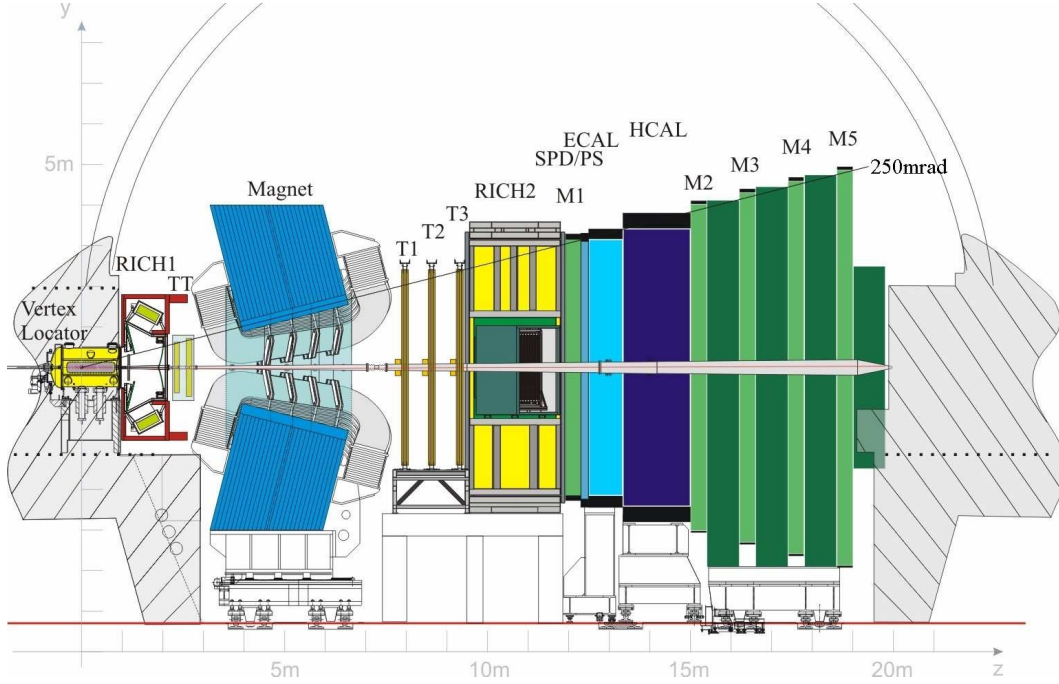 y
5m
Vertex
Locator
RICH1
TT
Magnet
T1
T2
T3
RICH2
M1
SPD/PS
ECAL
HCAL
M2
M3
M4
M5
250mrad
5m
10m
15m
20m
z